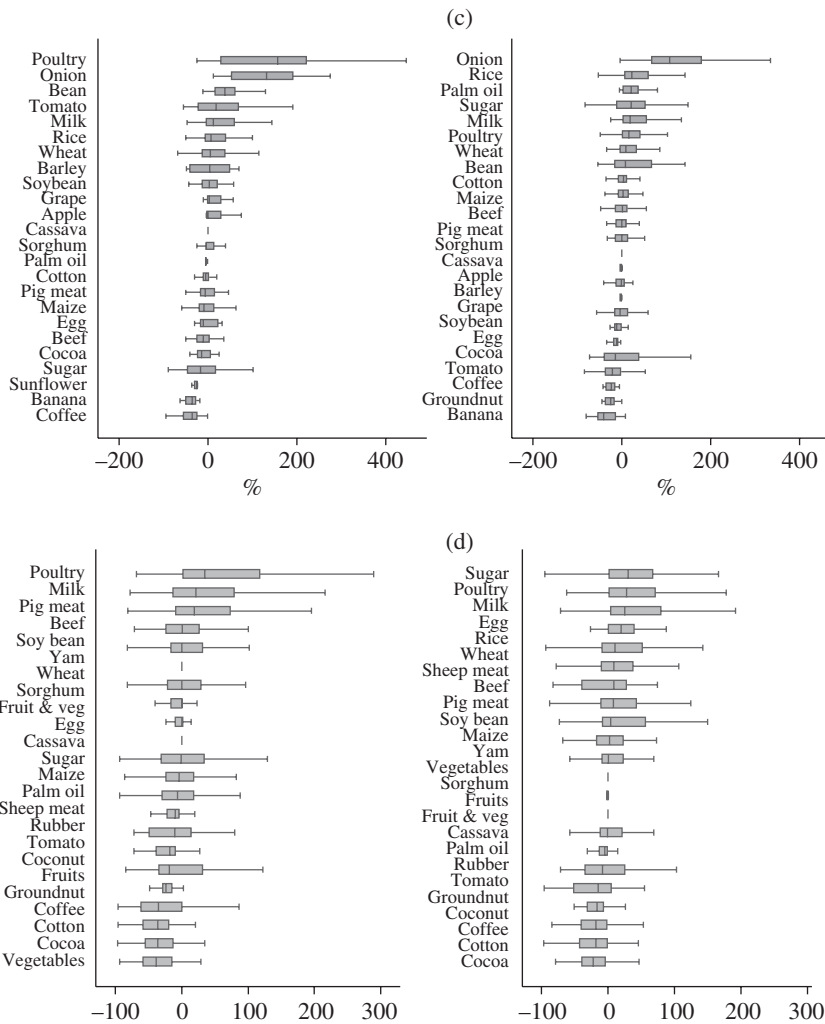 (c)
Poultry
Onion
Bean
Tomato
Milk
Rice
Wheat
Barley
Soybean
Grape
Apple
Cassava
Sorghum
Palm oil
Cotton
Pig meat
Maize
Egg
Beef
Cocoa
Sugar
Sunflower
Banana
Coffee
−200 0 200 400
%
Onion
Rice
Palm oil
Sugar
Milk
Poultry
Wheat
Bean
Cotton
Maize
Beef
Pig meat
Sorghum
Cassava
Apple
Barley
Grape
Soybean
Egg
Cocoa
Tomato
Coffee
Groundnut
Banana
−200 0 200 400
%
(d)
Poultry
Milk
Pig meat
Beef
Soy bean
Yam
Wheat
Sorghum
Fruit & veg
Egg
Cassava
Sugar
Maize
Palm oil
Sheep meat
Rubber
Tomato
Coconut
Fruits
Groundnut
Coffee
Cotton
Cocoa
Vegetables
−100 0 100 200 300
Sugar
Poultry
Milk
Egg
Rice
Wheat
Sheep meat
Beef
Pig meat
Soy bean
Maize
Yam
Vegetables
Sorghum
Fruits
Fruit & veg
Cassava
Palm oil
Rubber
Tomato
Groundnut
Coconut
Coffee
Cotton
Cocoa
−100 0 100 200 300